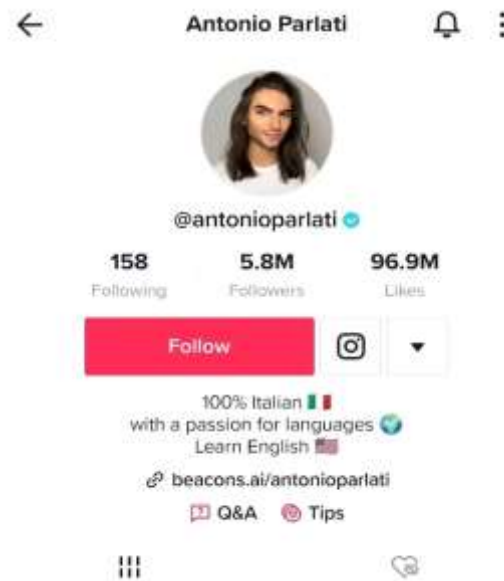 Antonio Parlati
@antonioparlati
158 5.8M 96.9M
Following Followers Likes
Follow
100% Italian 🇮🇹
with a passion for languages 🌍
Learn English 🇺🇸
beacons.ai/antonioparlati
Q&A Tips